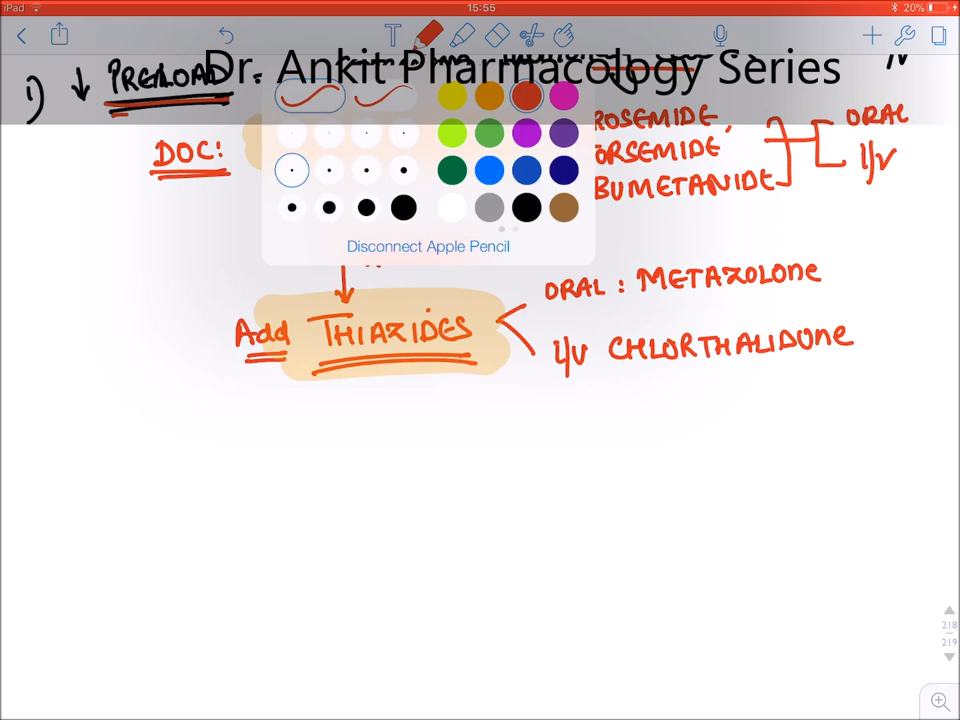 iPad 15:55 20%
Dr. Ankit Pharmacology Series
1) ↓ PRELOAD
DOC:
ROSEMIDE,
ORSEMIDE
BUMETANIDE
ORAL
I/V
Disconnect Apple Pencil
Add THIAZIDES
ORAL : METAZOLONE
I/V CHLORTHALIDONE
218
219